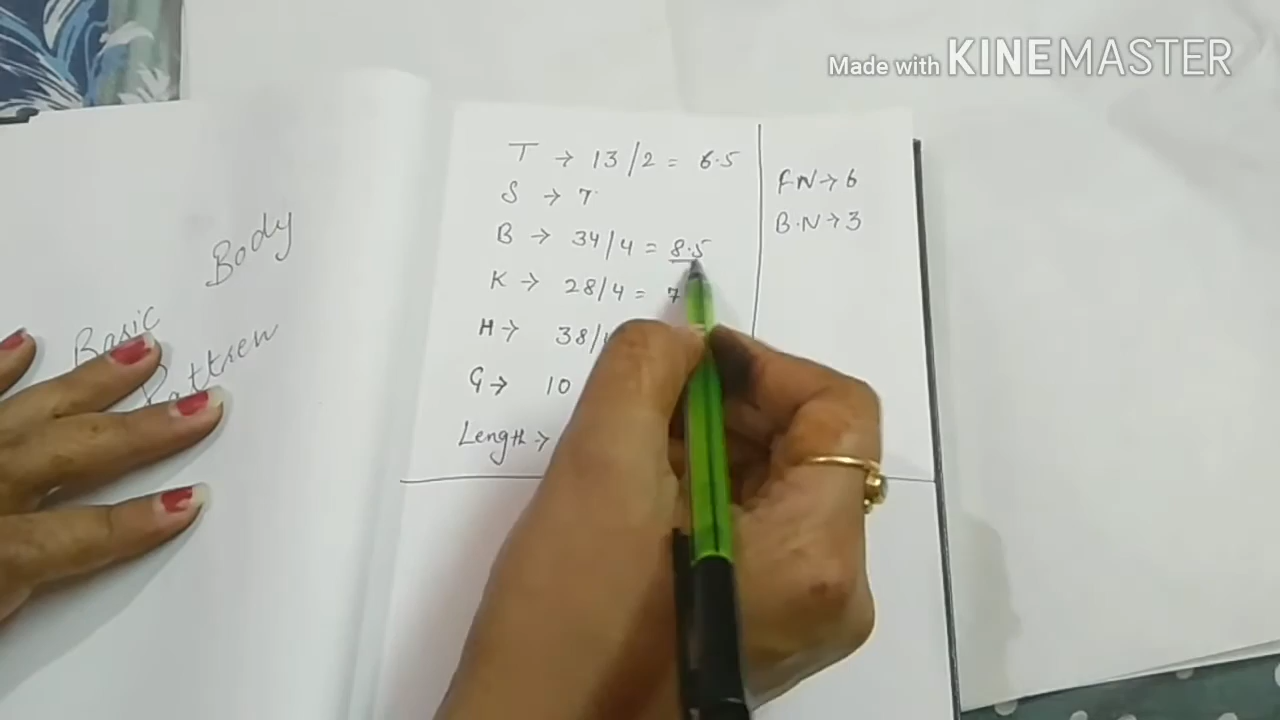 Made with KINEMASTER
Body
Basic
Pattren
T → 13/2 = 6.5
S → 7
B → 34/4 = 8.5
K → 28/4 = 7
H → 38/
G → 10
Length →
F N → 6
B.N → 3